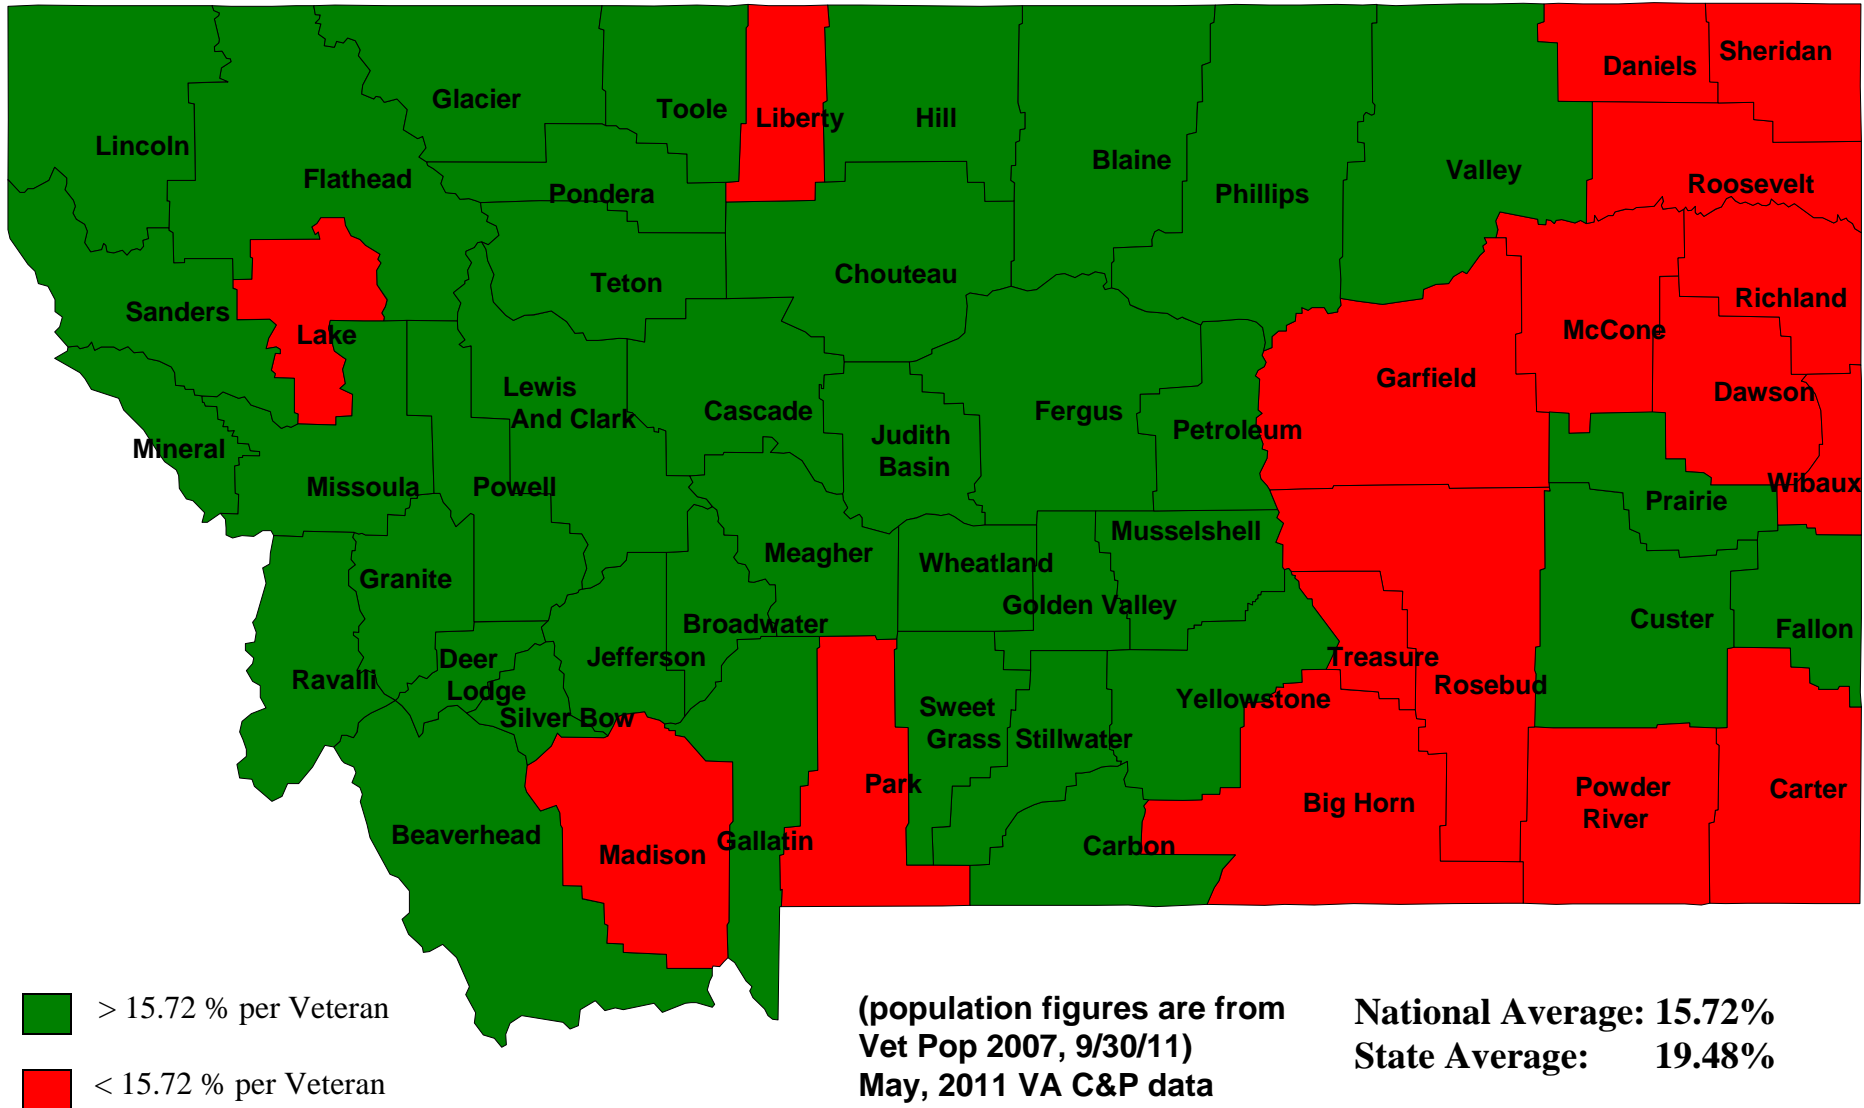 Daniels
Sheridan
Glacier
Toole
Liberty
Hill
Lincoln
Blaine
Flathead
Pondera
Phillips
Valley
Roosevelt
Chouteau
Teton
Sanders
Lake
McCone
Richland
Lewis
And Clark
Cascade
Judith
Basin
Fergus
Petroleum
Garfield
Dawson
Mineral
Missoula
Powell
Prairie
Wibaux
Meagher
Wheatland
Musselshell
Granite
Golden Valley
Broadwater
Custer
Fallon
Ravalli
Deer
Lodge
Jefferson
Treasure
Rosebud
Silver Bow
Sweet
Grass
Stillwater
Yellowstone
Park
Big Horn
Powder
River
Carter
Beaverhead
Madison
Gallatin
Carbon
> 15.72 % per Veteran
< 15.72 % per Veteran
(population figures are from
Vet Pop 2007, 9/30/11)
May, 2011 VA C&P data
National Average: 15.72%
State Average: 19.48%